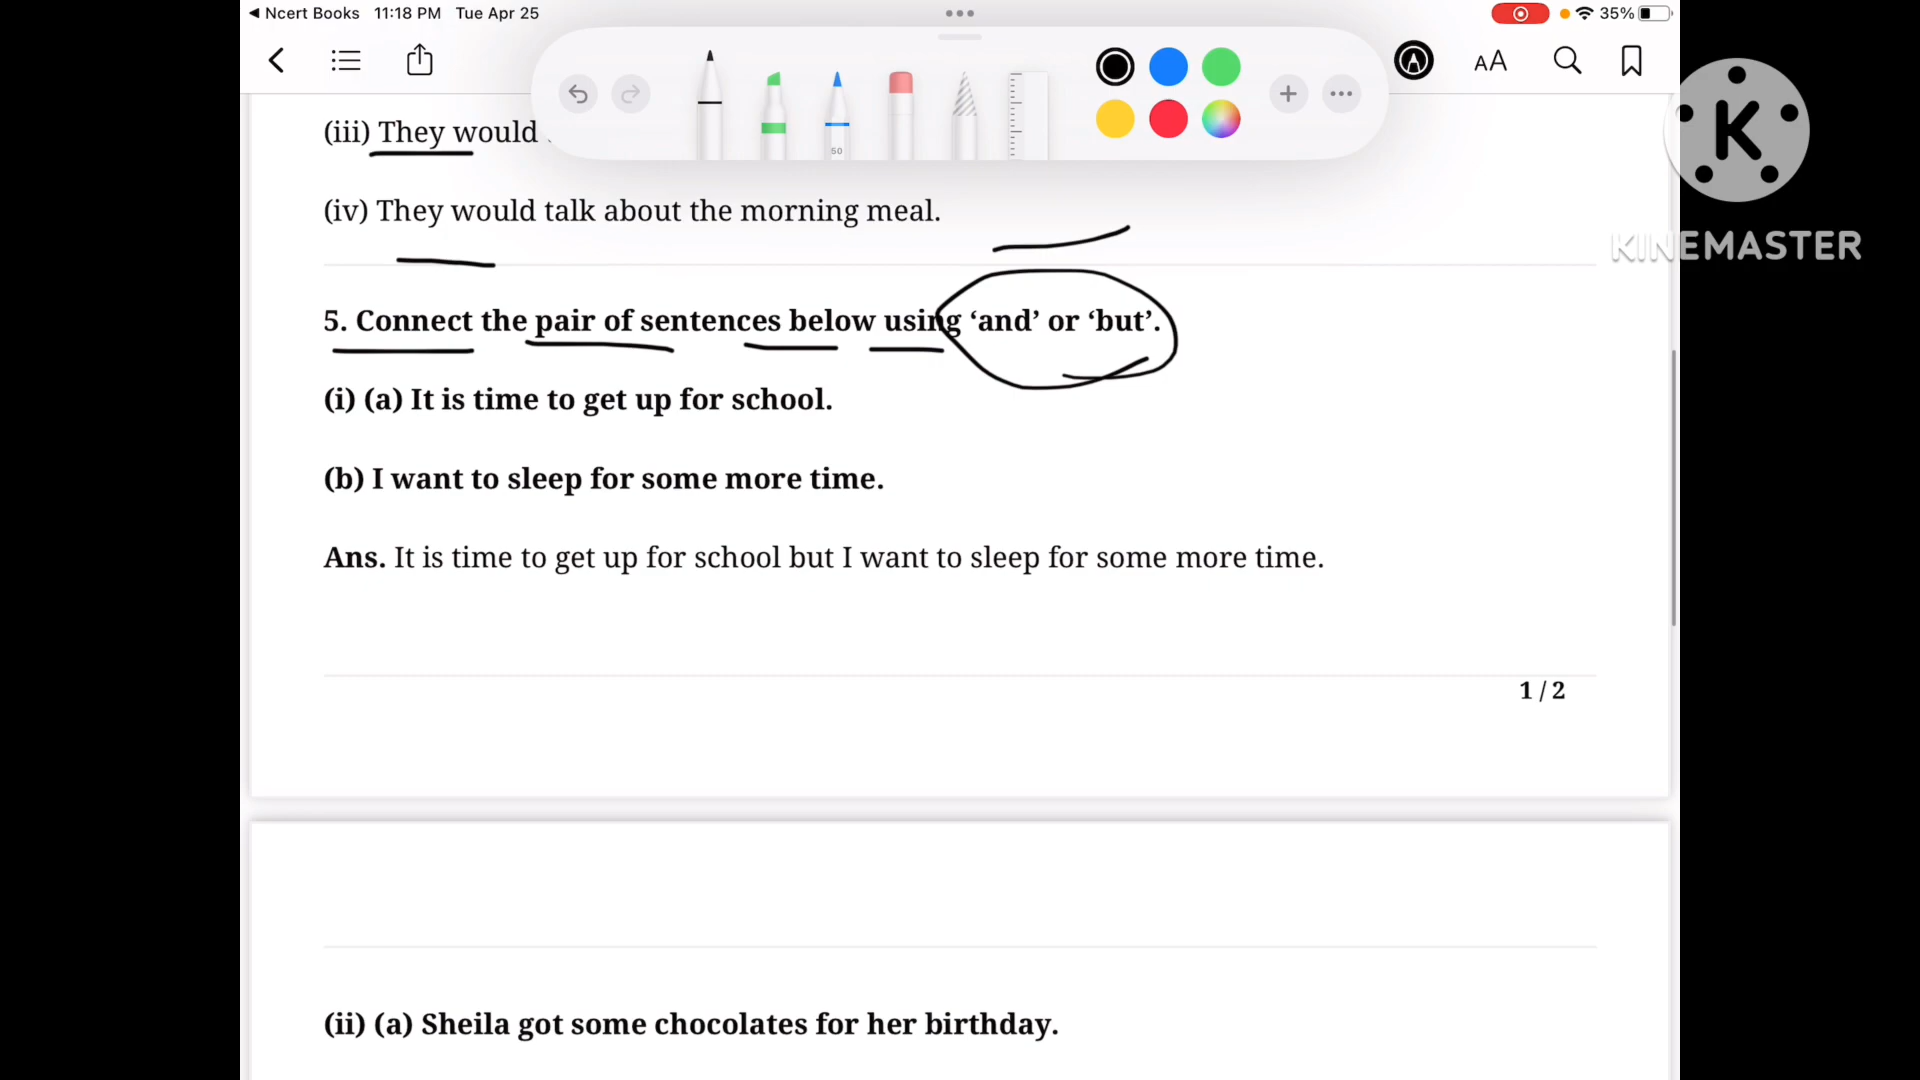 Ncert Books 11:18 PM Tue Apr 25 35%
AA
50
(iii) They would
(iv) They would talk about the morning meal.
5. Connect the pair of sentences below using ‘and’ or ‘but’.
(i) (a) It is time to get up for school.
(b) I want to sleep for some more time.
Ans. It is time to get up for school but I want to sleep for some more time.
1 / 2
(ii) (a) Sheila got some chocolates for her birthday.
K
KINEMASTER